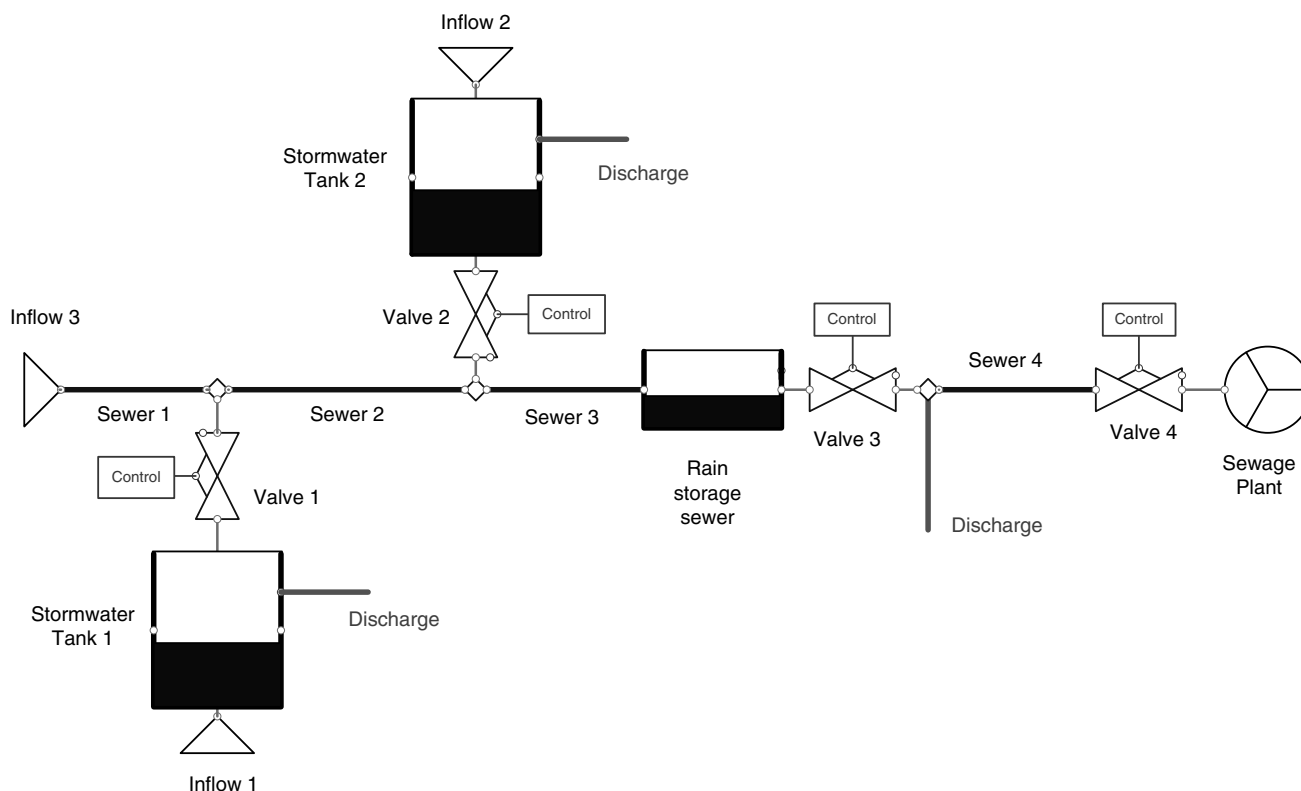 Inflow 2
Stormwater
Tank 2
Discharge
Valve 2
Control
Inflow 3
Control
Control
Sewer 4
Sewer 1
Sewer 2
Sewer 3
Valve 3
Valve 4
Control
Valve 1
Rain
storage
sewer
Sewage
Plant
Discharge
Stormwater
Tank 1
Discharge
Inflow 1